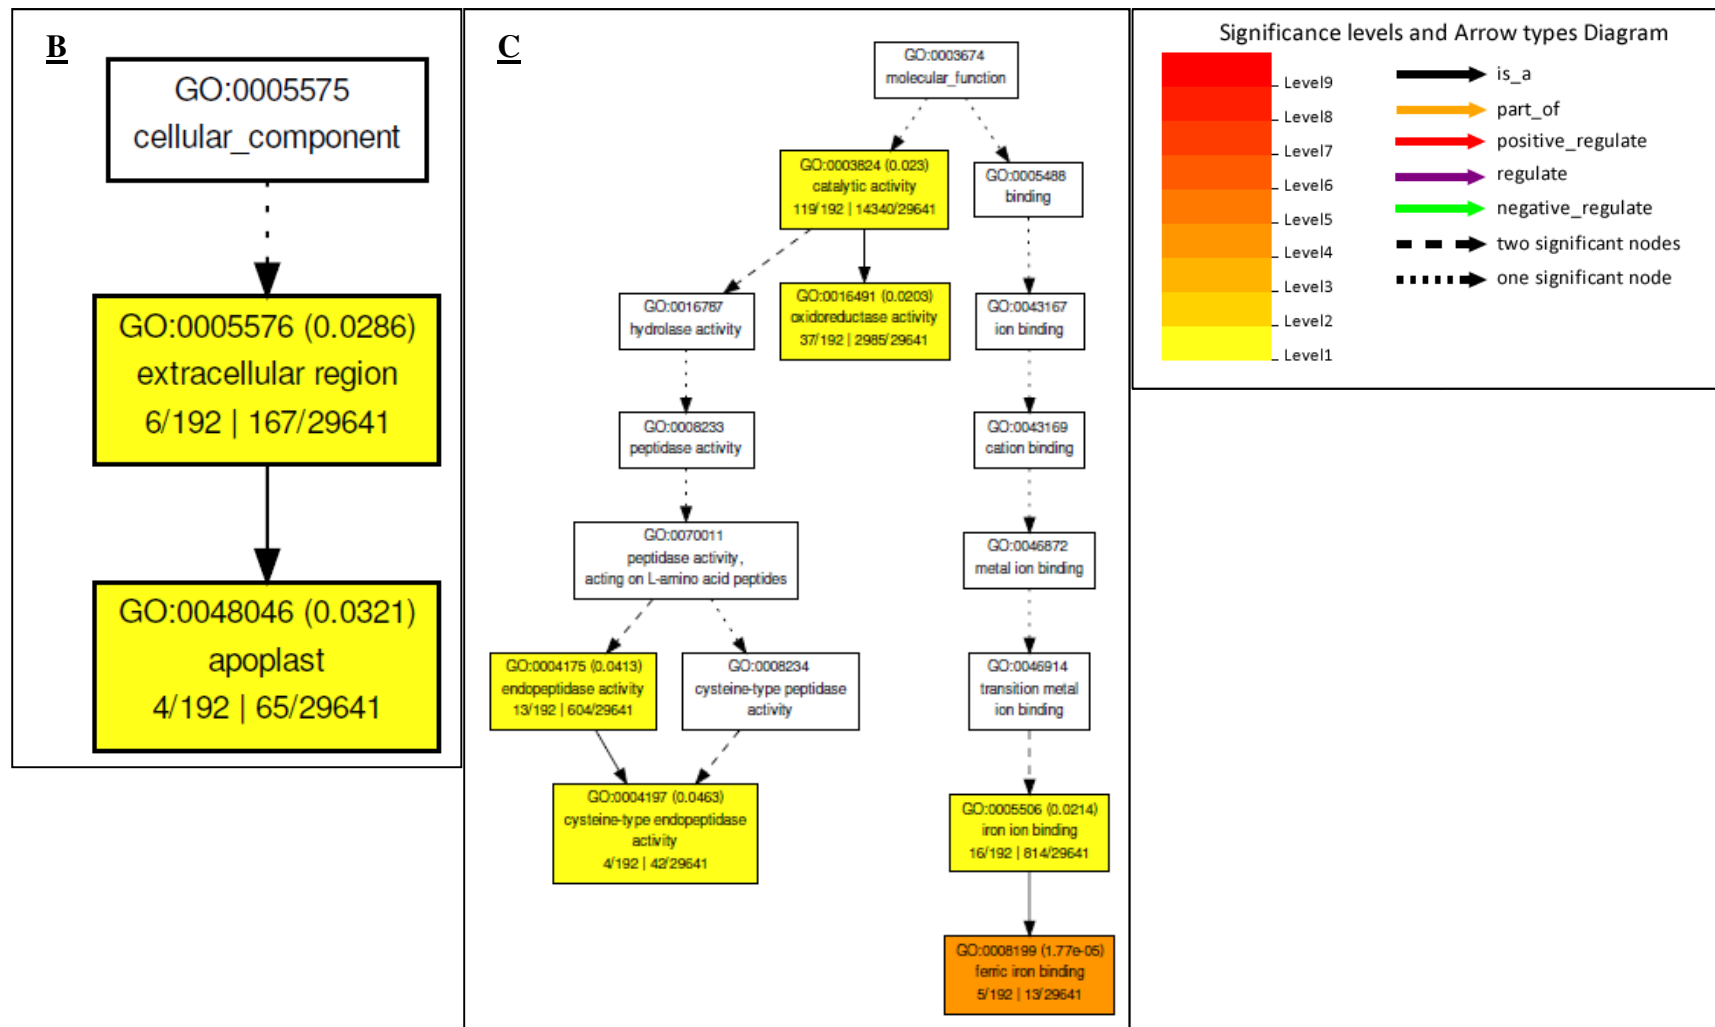 B
GO:0005575
cellular_component
GO:0005576 (0.0286)
extracellular region
6/192 | 167/29641
GO:0048046 (0.0321)
apoplast
4/192 | 65/29641
C
GO:0003674
molecular_function
GO:0003824 (0.023)
catalytic activity
119/192 | 14340/29641
GO:0005488
binding
GO:0016787
hydrolase activity
GO:0016491 (0.0203)
oxidoreductase activity
37/192 | 2985/29641
GO:0043167
ion binding
GO:0008233
peptidase activity
GO:0043169
cation binding
GO:0070011
peptidase activity,
acting on L-amino acid peptides
GO:0046872
metal ion binding
GO:0004175 (0.0413)
endopeptidase activity
13/192 | 604/29641
GO:0008234
cysteine-type peptidase
activity
GO:0046914
transition metal
ion binding
GO:0004197 (0.0463)
cysteine-type endopeptidase
activity
4/192 | 42/29641
GO:0005506 (0.0214)
iron ion binding
16/192 | 814/29641
GO:0008199 (1.77e-05)
ferric iron binding
5/192 | 13/29641
Significance levels and Arrow types Diagram
Level9
Level8
Level7
Level6
Level5
Level4
Level3
Level2
Level1
is_a
part_of
positive_regulate
regulate
negative_regulate
two significant nodes
one significant node